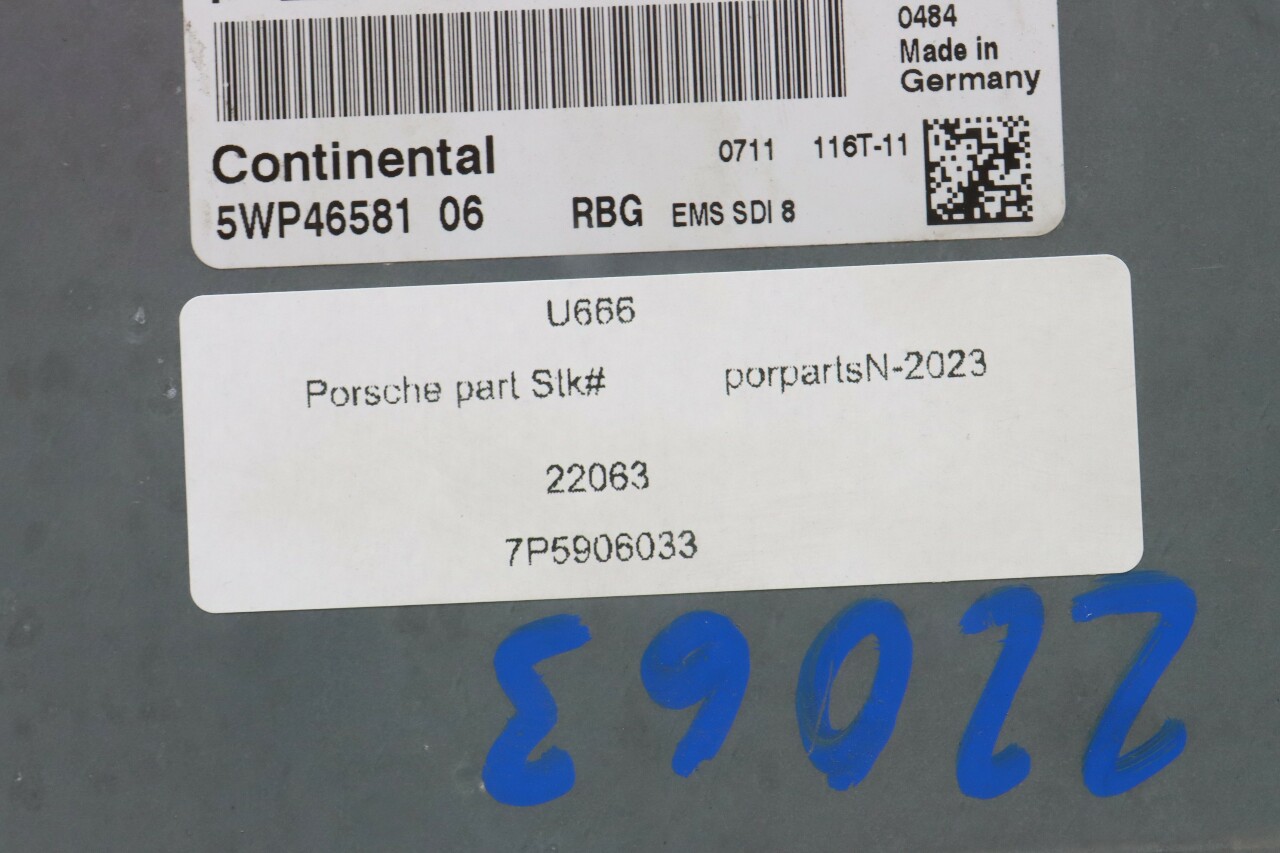 0484
Made in
Germany
Continental 0711 116T-11
5WP46581 06 RBG EMS SDI 8
U666
Porsche part Stk# porpartsN-2023
22063
7P5906033
22063